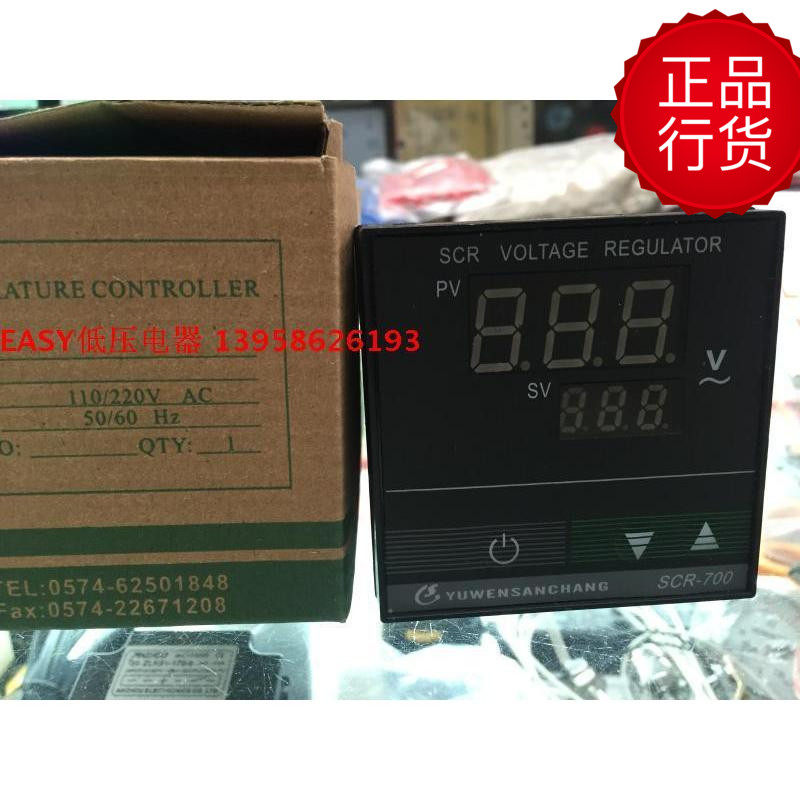 正品
行货
SCR VOLTAGE REGULATOR
PV
RATURE CONTROLLER
EASY低压电器 13958626193
V
SV
110/220V AC
50/60 Hz
O: QTY: 1
YUWENSANCHANG
SCR-700
TEL:0574-62501848
Fax:0574-22671208